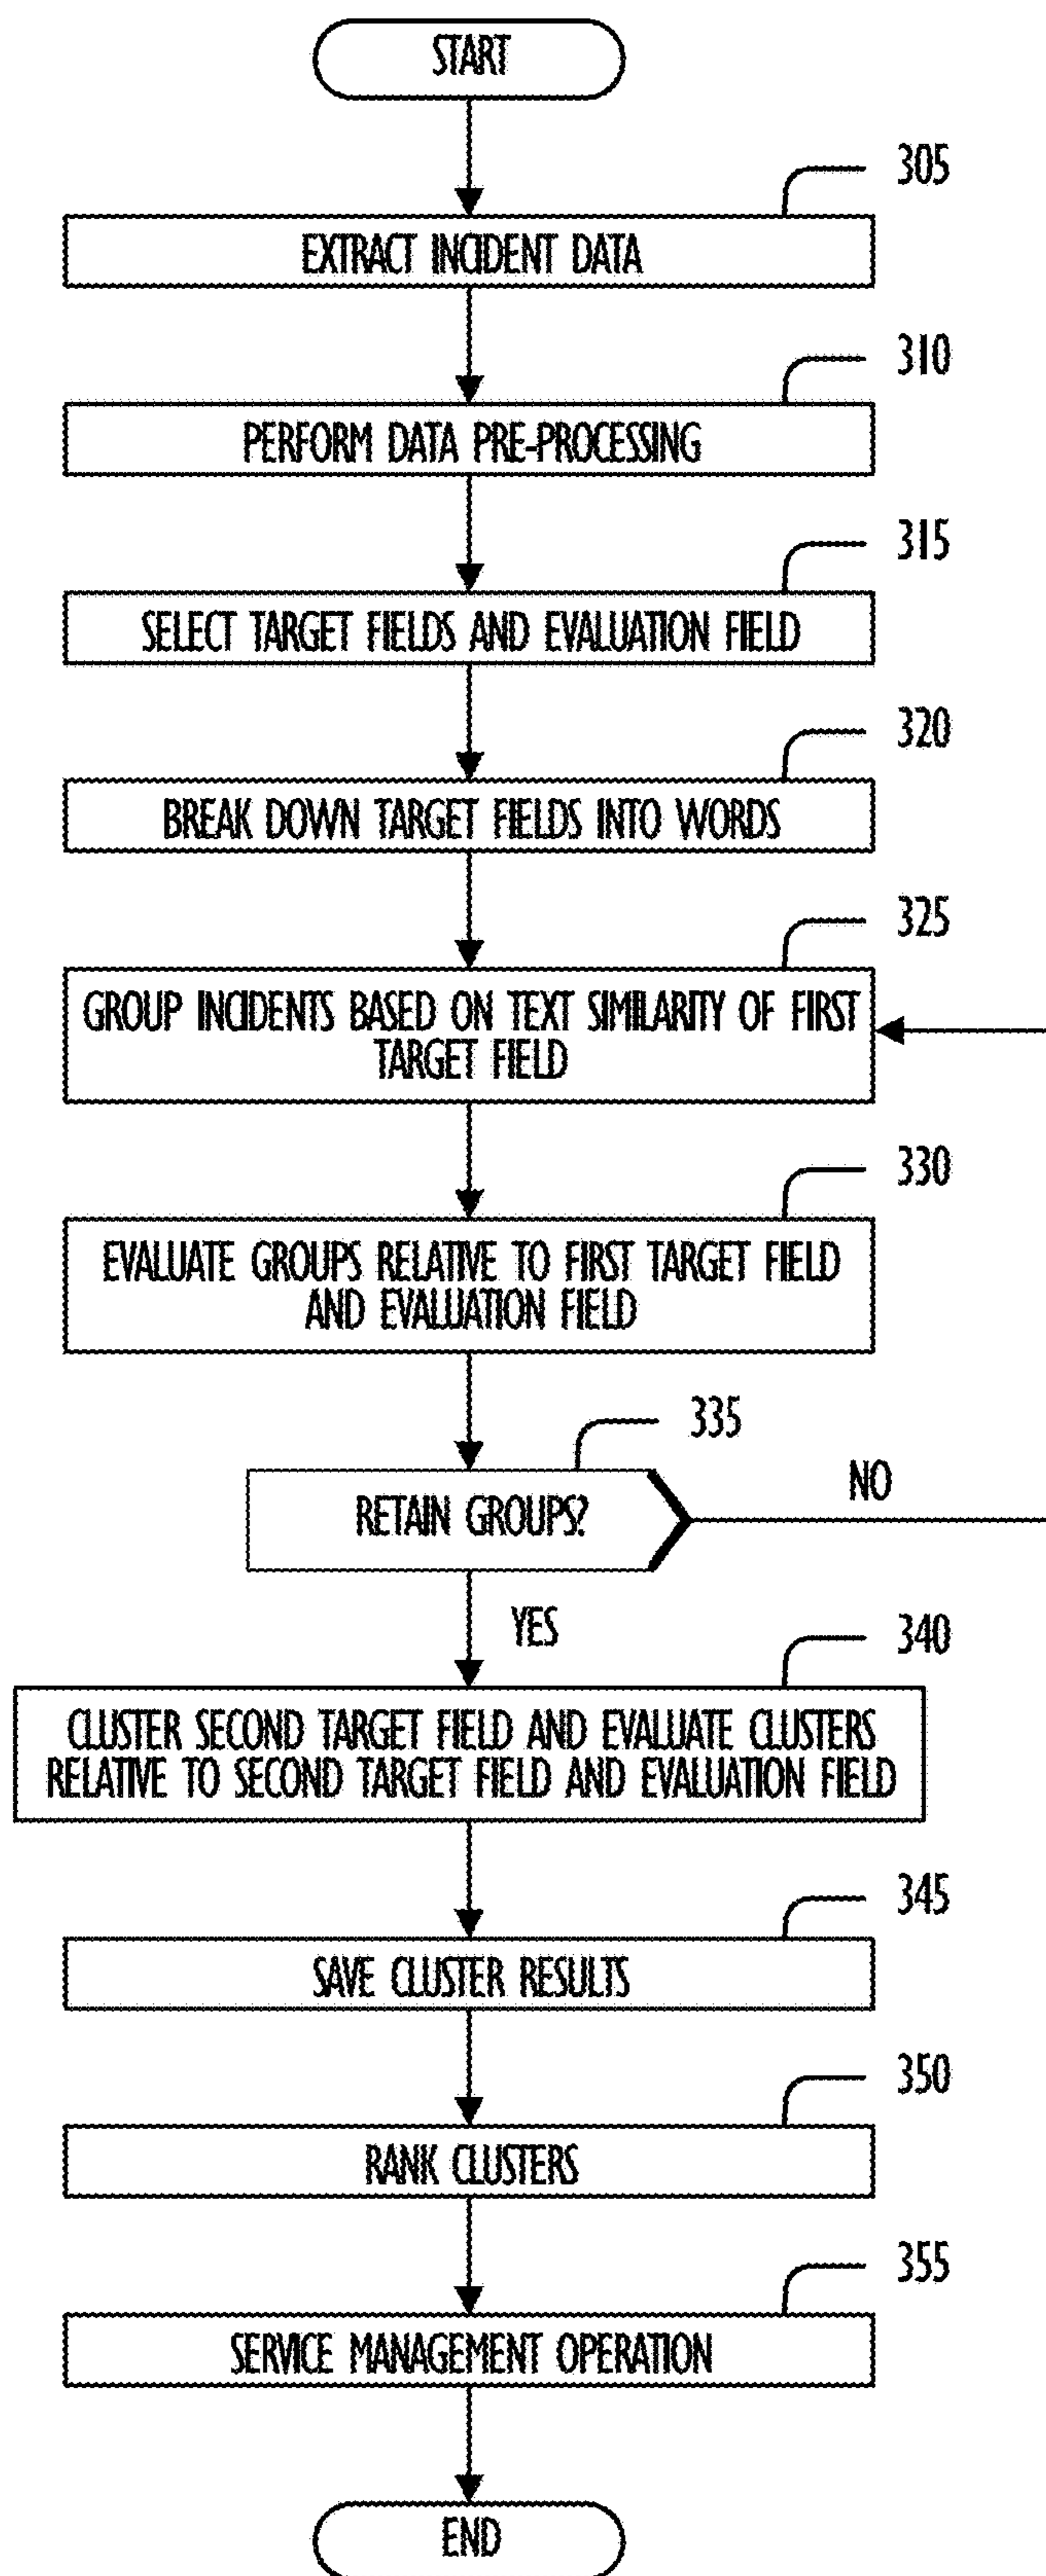 START
305
EXTRACT INCIDENT DATA
310
PERFORM DATA PRE-PROCESSING
315
SELECT TARGET FIELDS AND EVALUATION FIELD
320
BREAK DOWN TARGET FIELDS INTO WORDS
325
GROUP INCIDENTS BASED ON TEXT SIMILARITY OF FIRST
TARGET FIELD
330
EVALUATE GROUPS RELATIVE TO FIRST TARGET FIELD
AND EVALUATION FIELD
335
RETAIN GROUPS?
NO
YES
340
CLUSTER SECOND TARGET FIELD AND EVALUATE CLUSTERS
RELATIVE TO SECOND TARGET FIELD AND EVALUATION FIELD
345
SAVE CLUSTER RESULTS
350
RANK CLUSTERS
355
SERVICE MANAGEMENT OPERATION
END